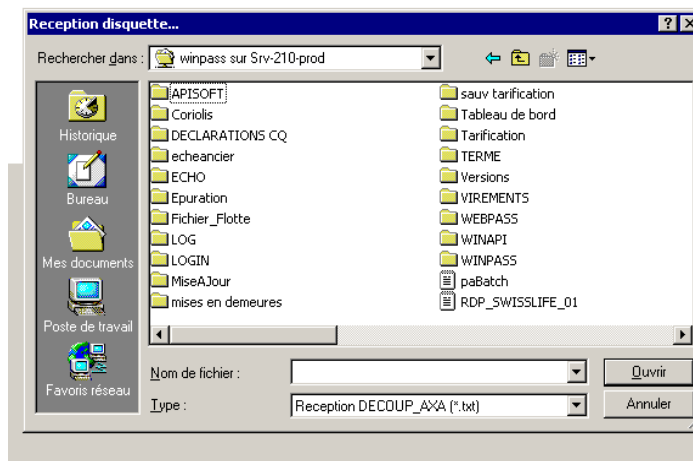 Reception disquette...
Rechercher dans : winpass sur Srv-210-prod
Historique
Bureau
Mes documents
Poste de travail
Favoris réseau
APISOFT
Coriolis
DECLARATIONS CQ
echeancier
ECHO
Epuration
Fichier_Flotte
LOG
LOGIN
MiseAJour
mises en demeures
sauv tarification
Tableau de bord
Tarification
TERME
Versions
VIREMENTS
WEBPASS
WINAPI
WINPASS
paBatch
RDP_SWISSLIFE_01
Nom de fichier :
Ouvrir
Type : Reception DECOUP_AXA (*.txt)
Annuler